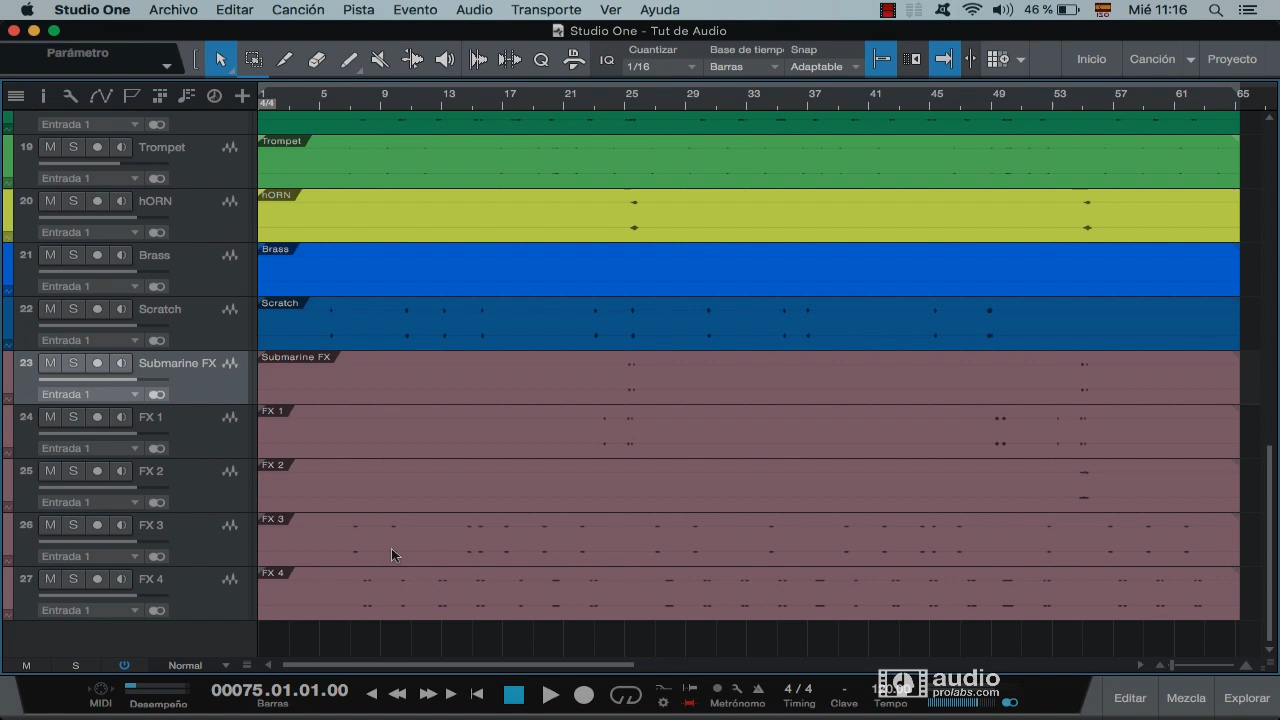 Studio One Archivo Editar Canción Pista Evento Audio Transporte Ver Ayuda 46 % ISO Mié 11:16
Studio One - Tut de Audio
Parámetro
IQ Cuantizar 1/16 Base de tiempo Barras Snap Adaptable Inicio Canción Proyecto
1 5 9 13 17 21 25 29 33 37 41 45 49 53 57 61 65
4/4
Entrada 1
19 M S Trompet
Entrada 1
Trompet
20 M S hORN
Entrada 1
hORN
21 M S Brass
Entrada 1
Brass
22 M S Scratch
Entrada 1
Scratch
23 M S Submarine FX
Entrada 1
Submarine FX
24 M S FX 1
Entrada 1
FX 1
25 M S FX 2
Entrada 1
FX 2
26 M S FX 3
Entrada 1
FX 3
27 M S FX 4
Entrada 1
FX 4
M S Normal
MIDI Desempeño 00075.01.01.00 Barras Metrónomo 4 / 4 Timing - Clave Tempo Editar Mezcla Explorar
audio
prolabs.com